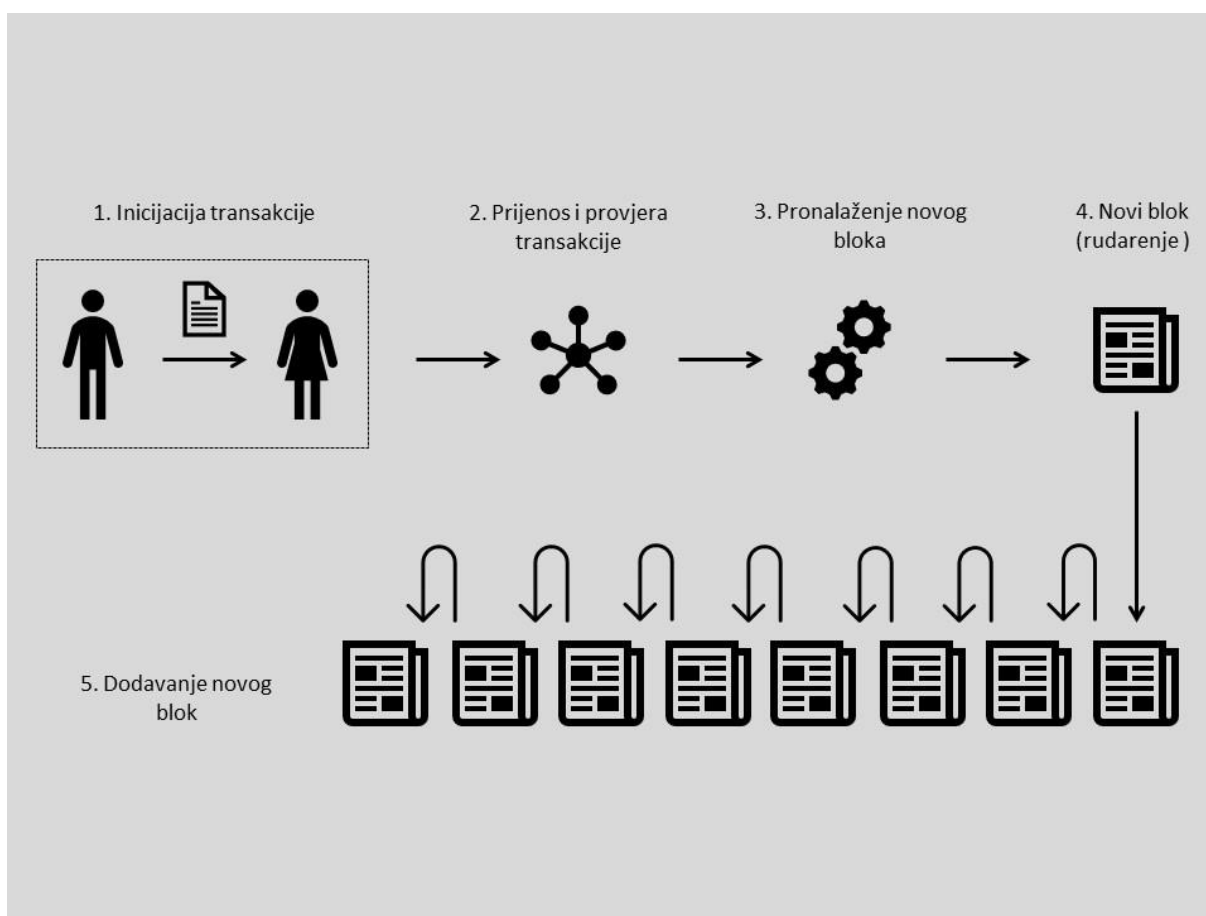 1. Inicijacija transakcije
2. Prijenos i provjera
transakcije
3. Pronalaženje novog
bloka
4. Novi blok
(rudarenje )
5. Dodavanje novog
blok